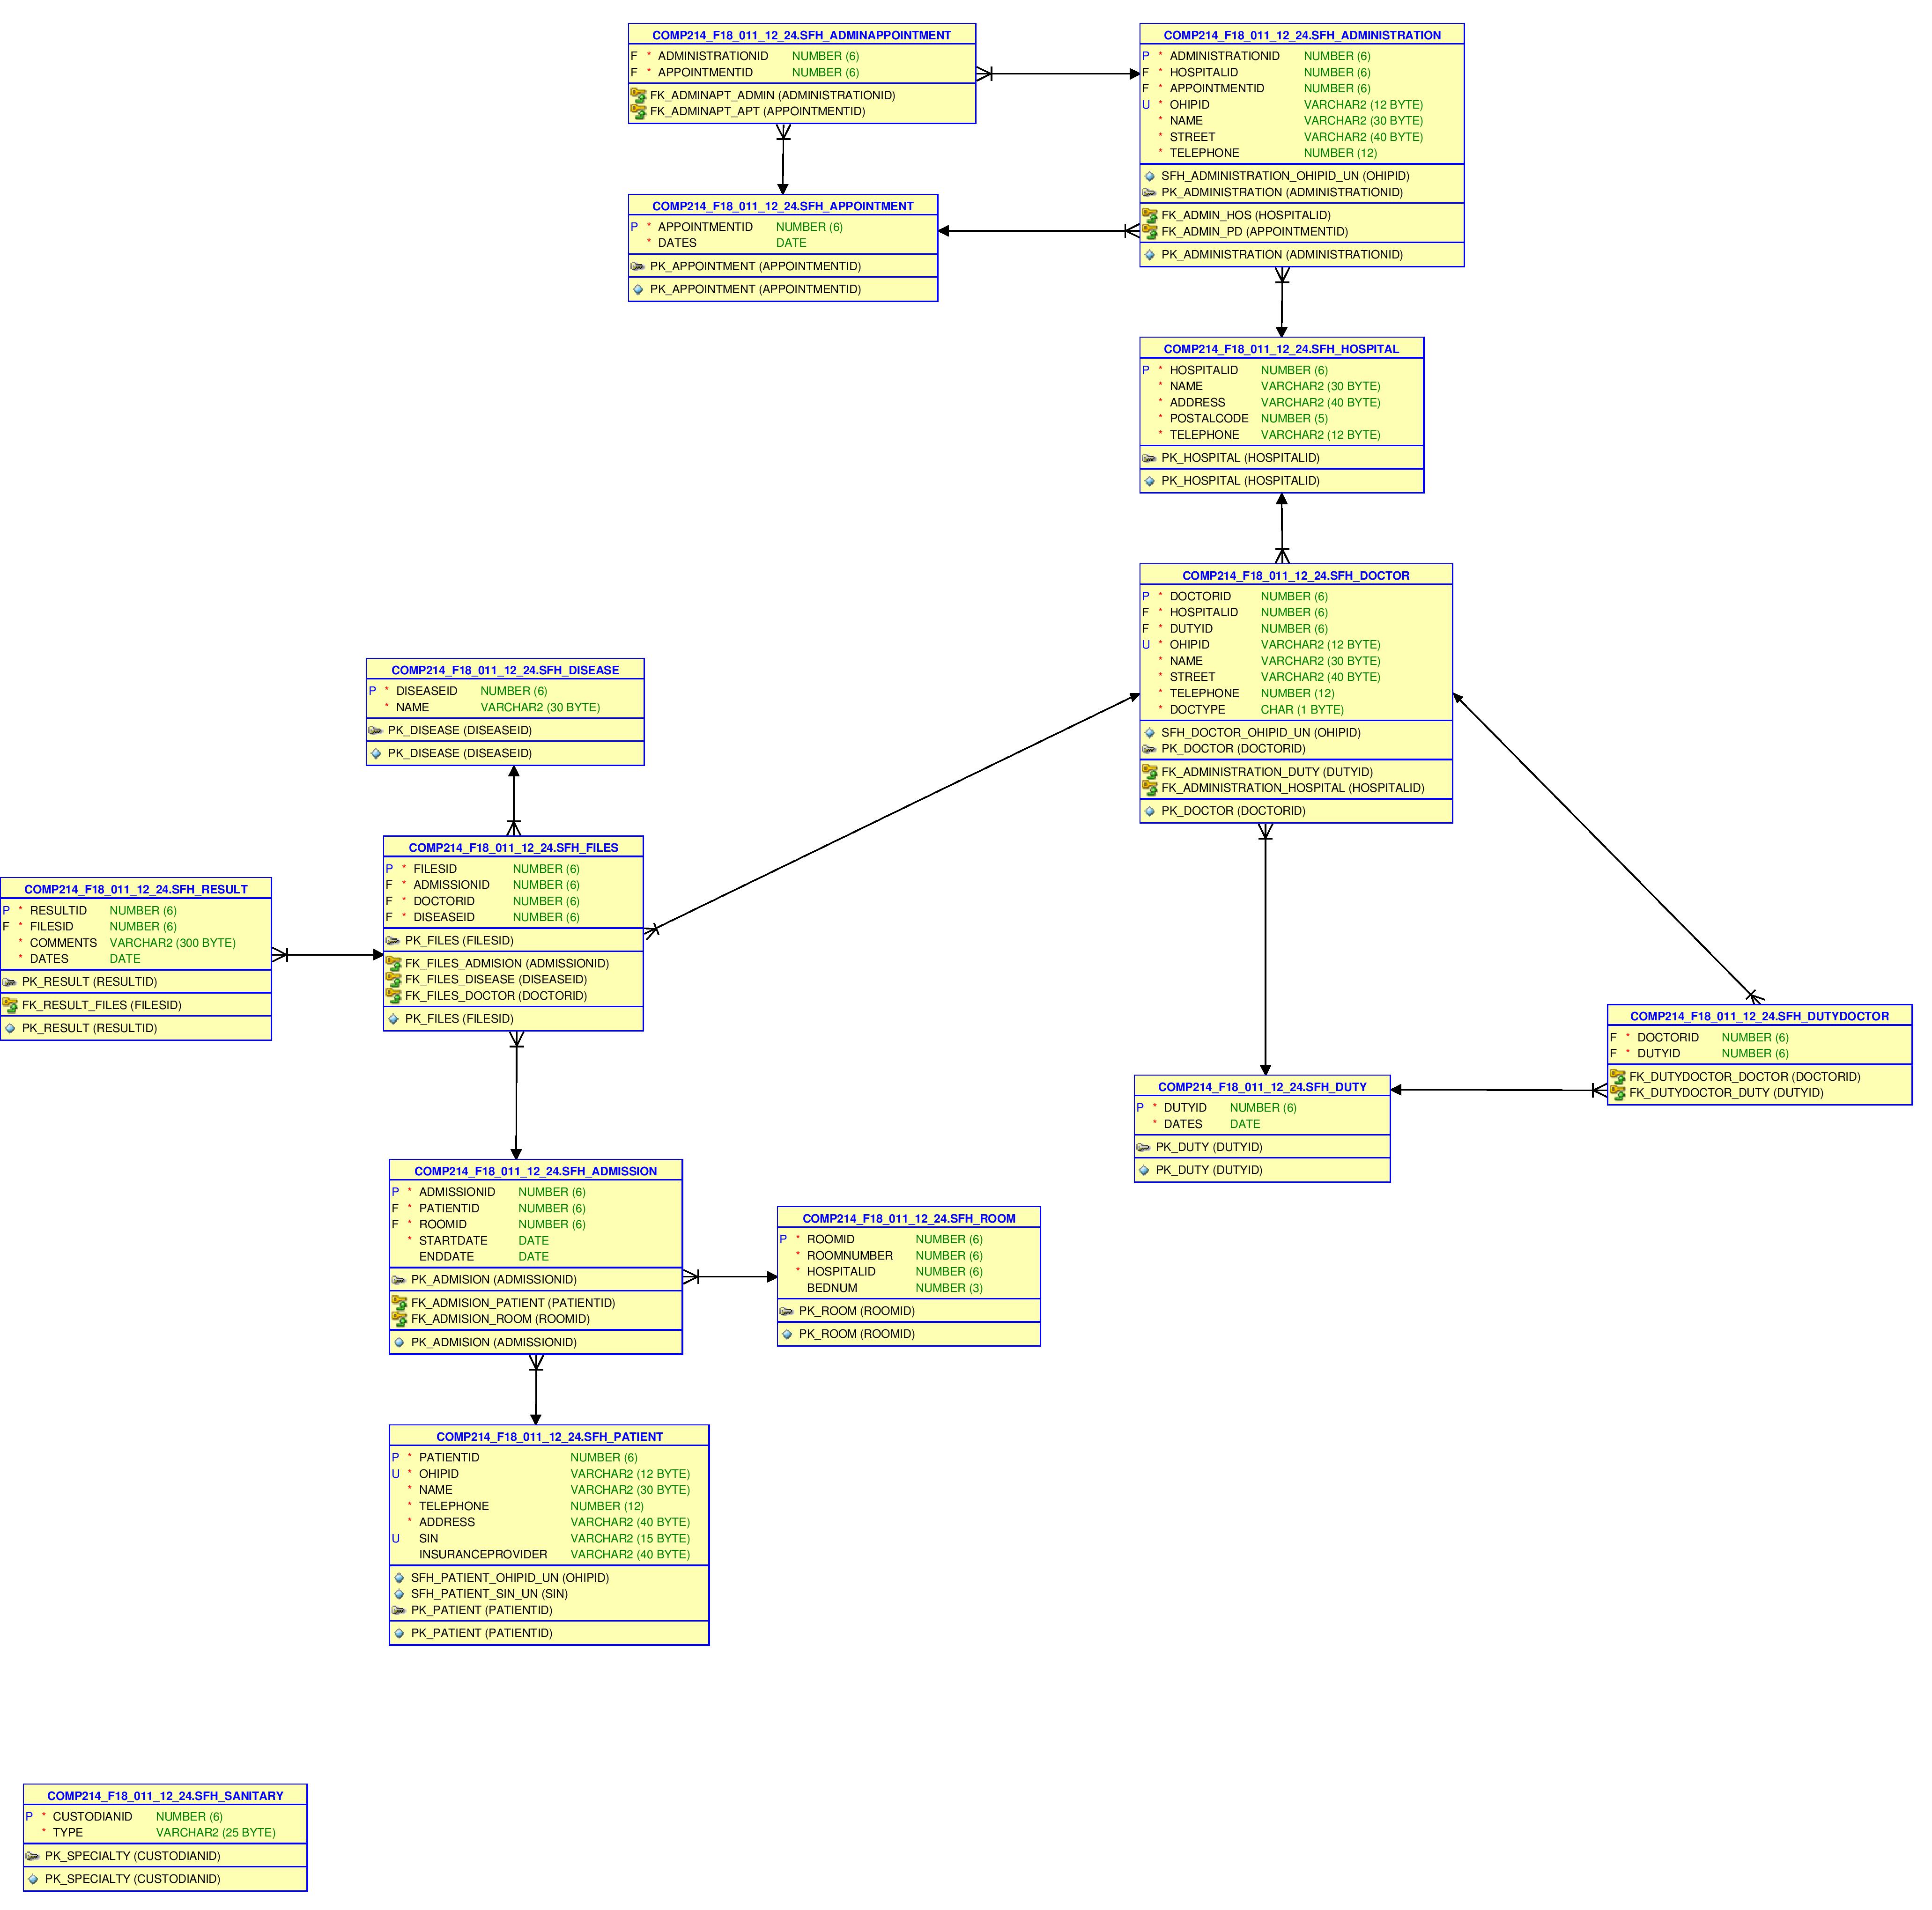 COMP214_F18_011_12_24.SFH_ADMINAPPOINTMENT
F * ADMINISTRATIONID NUMBER (6)
F * APPOINTMENTID NUMBER (6)
FK_ADMINAPT_ADMIN (ADMINISTRATIONID)
FK_ADMINAPT_APT (APPOINTMENTID)
COMP214_F18_011_12_24.SFH_ADMINISTRATION
P * ADMINISTRATIONID NUMBER (6)
F * HOSPITALID NUMBER (6)
F * APPOINTMENTID NUMBER (6)
U * OHIPID VARCHAR2 (12 BYTE)
* NAME VARCHAR2 (30 BYTE)
* STREET VARCHAR2 (40 BYTE)
* TELEPHONE NUMBER (12)
SFH_ADMINISTRATION_OHIPID_UN (OHIPID)
PK_ADMINISTRATION (ADMINISTRATIONID)
FK_ADMIN_HOS (HOSPITALID)
FK_ADMIN_PD (APPOINTMENTID)
PK_ADMINISTRATION (ADMINISTRATIONID)
COMP214_F18_011_12_24.SFH_APPOINTMENT
P * APPOINTMENTID NUMBER (6)
* DATES DATE
PK_APPOINTMENT (APPOINTMENTID)
PK_APPOINTMENT (APPOINTMENTID)
COMP214_F18_011_12_24.SFH_HOSPITAL
P * HOSPITALID NUMBER (6)
* NAME VARCHAR2 (30 BYTE)
* ADDRESS VARCHAR2 (40 BYTE)
* POSTALCODE NUMBER (5)
* TELEPHONE VARCHAR2 (12 BYTE)
PK_HOSPITAL (HOSPITALID)
PK_HOSPITAL (HOSPITALID)
COMP214_F18_011_12_24.SFH_DOCTOR
P * DOCTORID NUMBER (6)
F * HOSPITALID NUMBER (6)
F * DUTYID NUMBER (6)
U * OHIPID VARCHAR2 (12 BYTE)
* NAME VARCHAR2 (30 BYTE)
* STREET VARCHAR2 (40 BYTE)
* TELEPHONE NUMBER (12)
* DOCTYPE CHAR (1 BYTE)
SFH_DOCTOR_OHIPID_UN (OHIPID)
PK_DOCTOR (DOCTORID)
FK_ADMINISTRATION_DUTY (DUTYID)
FK_ADMINISTRATION_HOSPITAL (HOSPITALID)
PK_DOCTOR (DOCTORID)
COMP214_F18_011_12_24.SFH_DISEASE
P * DISEASEID NUMBER (6)
* NAME VARCHAR2 (30 BYTE)
PK_DISEASE (DISEASEID)
PK_DISEASE (DISEASEID)
COMP214_F18_011_12_24.SFH_FILES
P * FILESID NUMBER (6)
F * ADMISSIONID NUMBER (6)
F * DOCTORID NUMBER (6)
F * DISEASEID NUMBER (6)
PK_FILES (FILESID)
FK_FILES_ADMISION (ADMISSIONID)
FK_FILES_DISEASE (DISEASEID)
FK_FILES_DOCTOR (DOCTORID)
PK_FILES (FILESID)
COMP214_F18_011_12_24.SFH_RESULT
P * RESULTID NUMBER (6)
F * FILESID NUMBER (6)
* COMMENTS VARCHAR2 (300 BYTE)
* DATES DATE
PK_RESULT (RESULTID)
FK_RESULT_FILES (FILESID)
PK_RESULT (RESULTID)
COMP214_F18_011_12_24.SFH_DUTYDOCTOR
F * DOCTORID NUMBER (6)
F * DUTYID NUMBER (6)
FK_DUTYDOCTOR_DOCTOR (DOCTORID)
FK_DUTYDOCTOR_DUTY (DUTYID)
COMP214_F18_011_12_24.SFH_DUTY
P * DUTYID NUMBER (6)
* DATES DATE
PK_DUTY (DUTYID)
PK_DUTY (DUTYID)
COMP214_F18_011_12_24.SFH_ADMISSION
P * ADMISSIONID NUMBER (6)
F * PATIENTID NUMBER (6)
F * ROOMID NUMBER (6)
* STARTDATE DATE
ENDDATE DATE
PK_ADMISION (ADMISSIONID)
FK_ADMISION_PATIENT (PATIENTID)
FK_ADMISION_ROOM (ROOMID)
PK_ADMISION (ADMISSIONID)
COMP214_F18_011_12_24.SFH_ROOM
P * ROOMID NUMBER (6)
* ROOMNUMBER NUMBER (6)
* HOSPITALID NUMBER (6)
BEDNUM NUMBER (3)
PK_ROOM (ROOMID)
PK_ROOM (ROOMID)
COMP214_F18_011_12_24.SFH_PATIENT
P * PATIENTID NUMBER (6)
U * OHIPID VARCHAR2 (12 BYTE)
* NAME VARCHAR2 (30 BYTE)
* TELEPHONE NUMBER (12)
* ADDRESS VARCHAR2 (40 BYTE)
U SIN VARCHAR2 (15 BYTE)
INSURANCEPROVIDER VARCHAR2 (40 BYTE)
SFH_PATIENT_OHIPID_UN (OHIPID)
SFH_PATIENT_SIN_UN (SIN)
PK_PATIENT (PATIENTID)
PK_PATIENT (PATIENTID)
COMP214_F18_011_12_24.SFH_SANITARY
P * CUSTODIANID NUMBER (6)
* TYPE VARCHAR2 (25 BYTE)
PK_SPECIALTY (CUSTODIANID)
PK_SPECIALTY (CUSTODIANID)